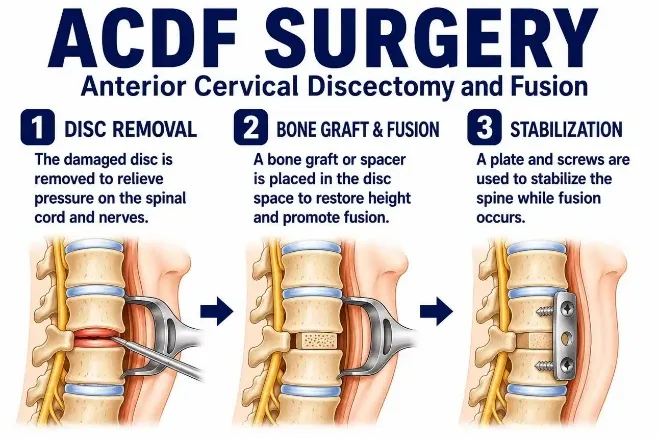 ACDF SURGERY
Anterior Cervical Discectomy and Fusion
1 DISC REMOVAL
The damaged disc is
removed to relieve
pressure on the spinal
cord and nerves.
2 BONE GRAFT & FUSION
A bone graft or spacer
is placed in the disc
space to restore height
and promote fusion.
3 STABILIZATION
A plate and screws are
used to stabilize the
spine while fusion
occurs.